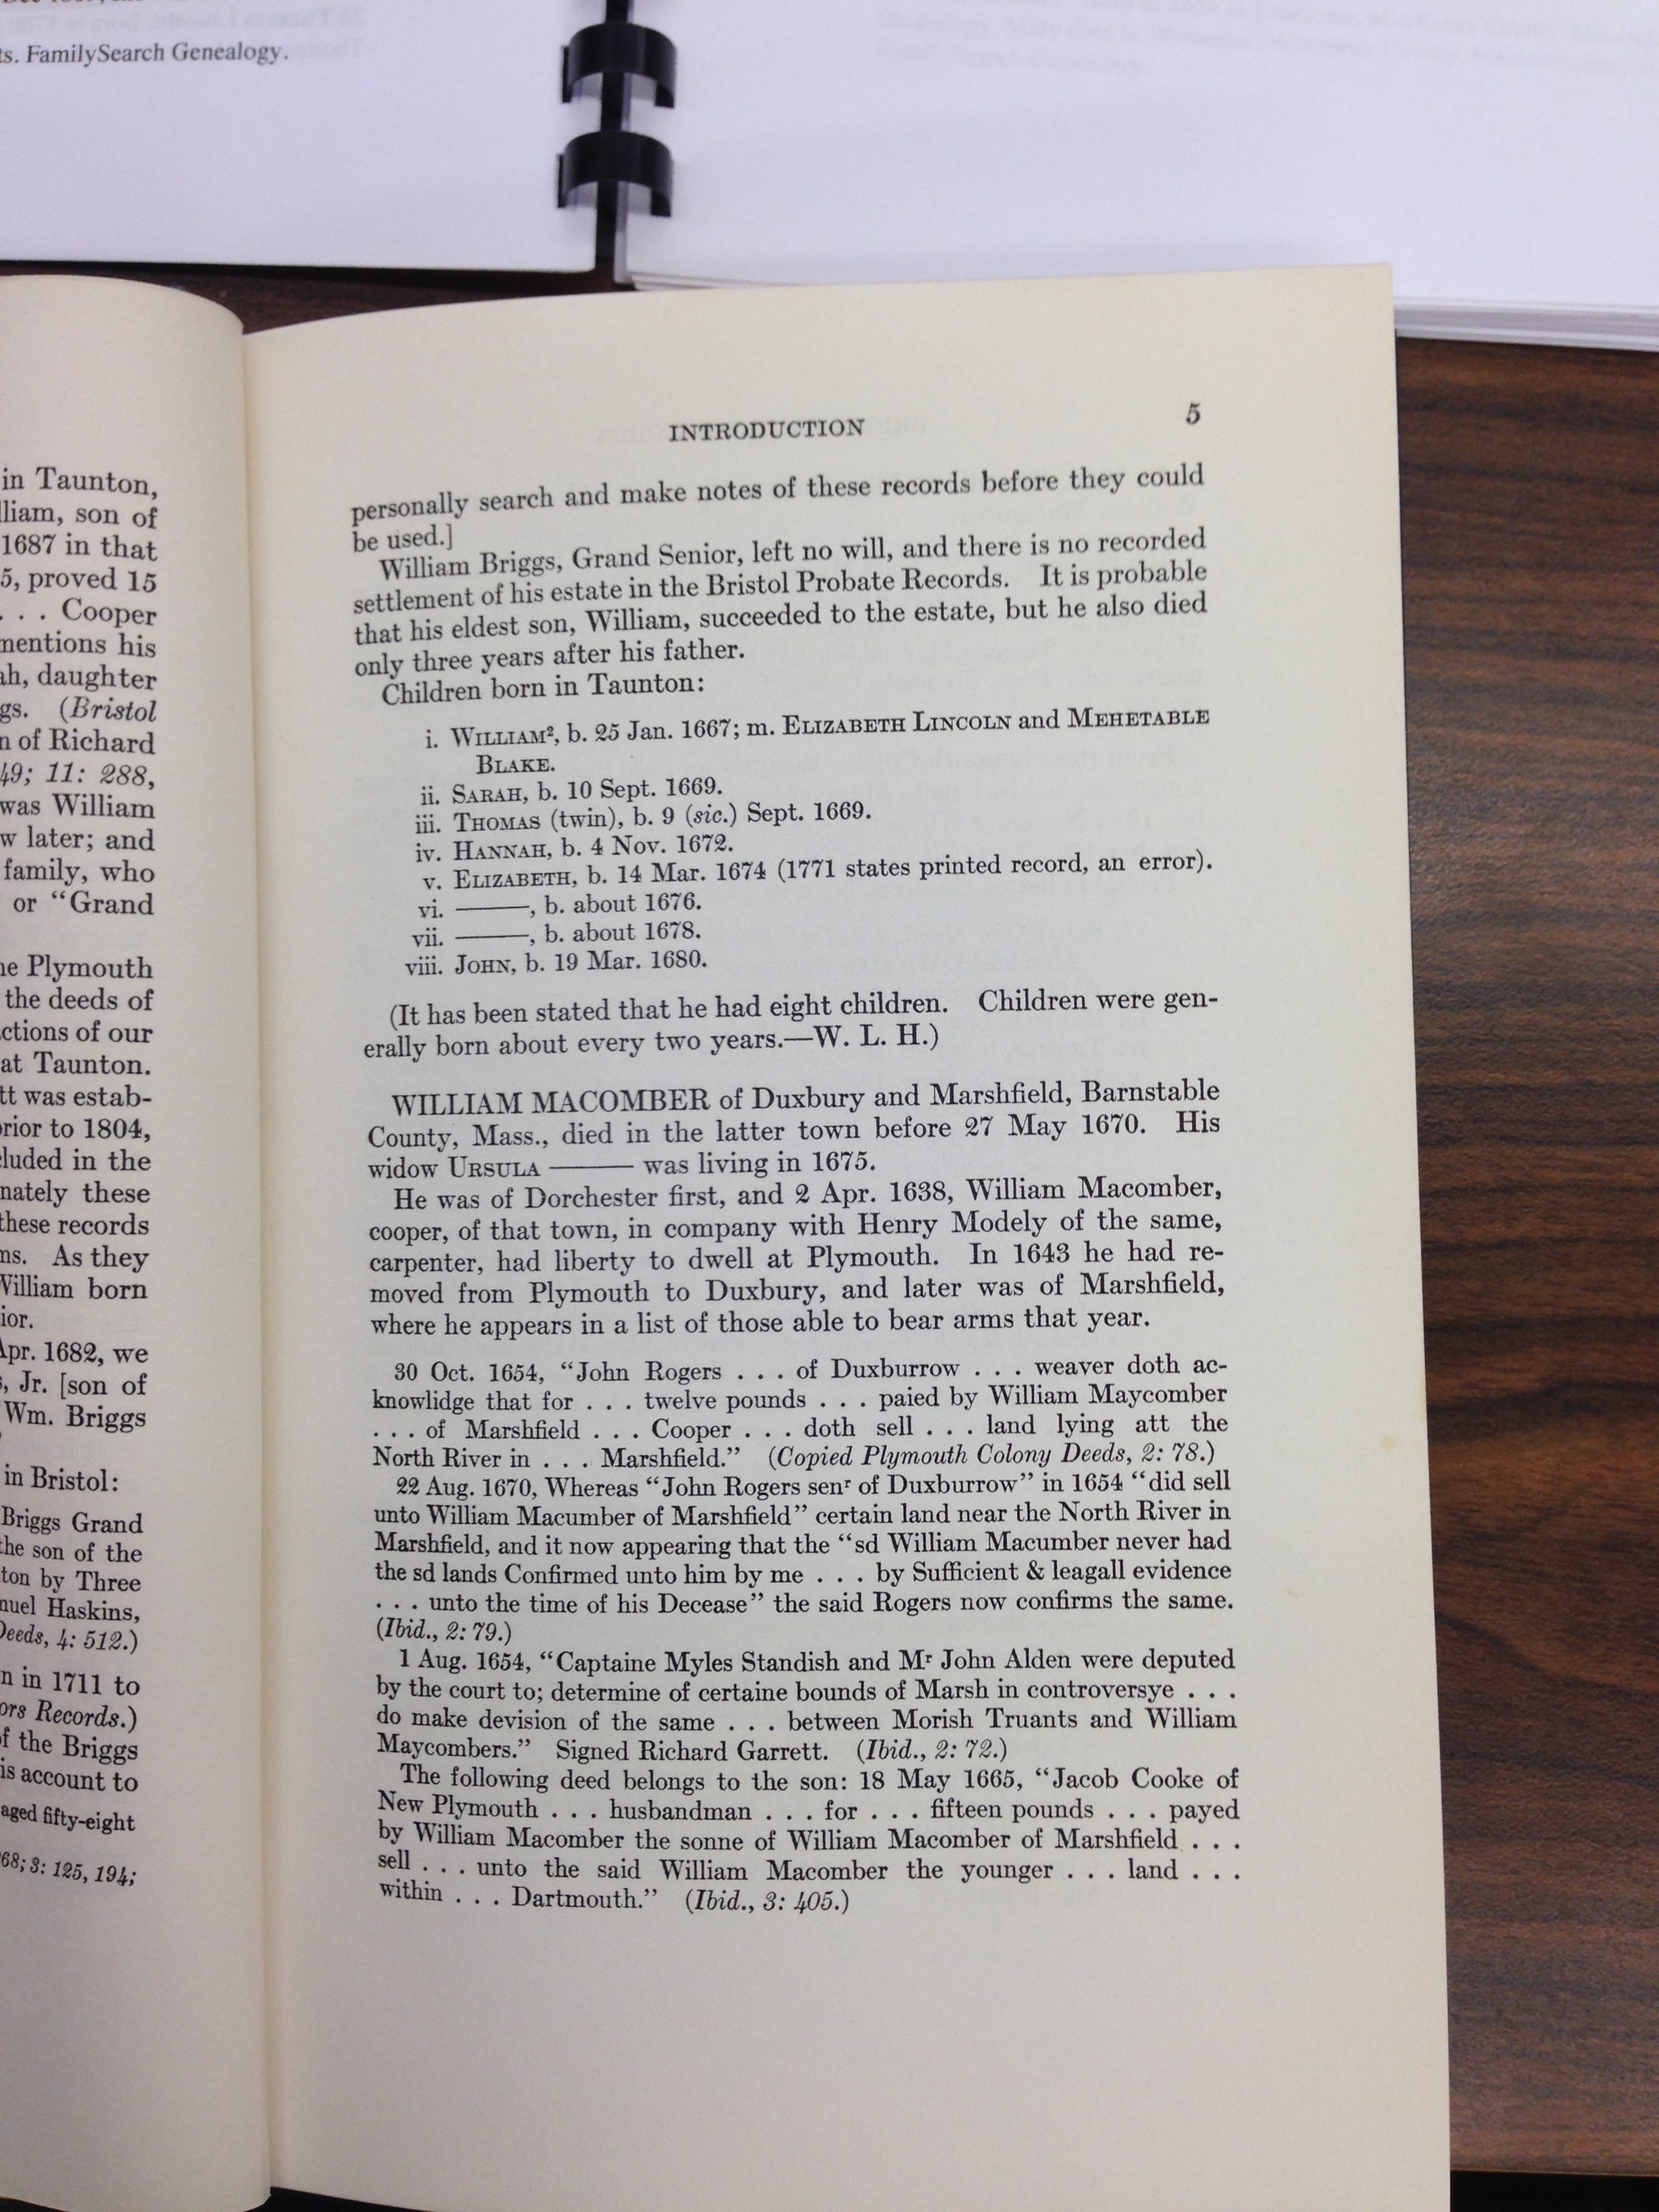 ts. FamilySearch Genealogy.
in Taunton,
lliam, son of
1687 in that
5, proved 15
. . . Cooper
mentions his
ah, daughter
gs. (Bristol
n of Richard
49; 11: 288,
was William
w later; and
family, who
or “Grand
ne Plymouth
the deeds of
ctions of our
at Taunton.
tt was estab-
prior to 1804,
cluded in the
nately these
these records
ns. As they
William born
ior.
Apr. 1682, we
s, Jr. [son of
Wm. Briggs
in Bristol:
Briggs Grand
the son of the
ton by Three
nuel Haskins,
Deeds, 4: 512.)
n in 1711 to
ors Records.)
of the Briggs
is account to
aged fifty-eight
68; 3: 125, 194;
INTRODUCTION 5
personally search and make notes of these records before they could
be used.]
William Briggs, Grand Senior, left no will, and there is no recorded
settlement of his estate in the Bristol Probate Records. It is probable
that his eldest son, William, succeeded to the estate, but he also died
only three years after his father.
Children born in Taunton:
i. WILLIAM², b. 25 Jan. 1667; m. ELIZABETH LINCOLN and MEHETABLE
BLAKE.
ii. SARAH, b. 10 Sept. 1669.
iii. THOMAS (twin), b. 9 (sic.) Sept. 1669.
iv. HANNAH, b. 4 Nov. 1672.
v. ELIZABETH, b. 14 Mar. 1674 (1771 states printed record, an error).
vi. ———, b. about 1676.
vii. ———, b. about 1678.
viii. JOHN, b. 19 Mar. 1680.
(It has been stated that he had eight children. Children were gen-
erally born about every two years.—W. L. H.)
WILLIAM MACOMBER of Duxbury and Marshfield, Barnstable
County, Mass., died in the latter town before 27 May 1670. His
widow URSULA ——— was living in 1675.
He was of Dorchester first, and 2 Apr. 1638, William Macomber,
cooper, of that town, in company with Henry Modely of the same,
carpenter, had liberty to dwell at Plymouth. In 1643 he had re-
moved from Plymouth to Duxbury, and later was of Marshfield,
where he appears in a list of those able to bear arms that year.
30 Oct. 1654, “John Rogers . . . of Duxburrow . . . weaver doth ac-
knowlidge that for . . . twelve pounds . . . paied by William Maycomber
. . . of Marshfield . . . Cooper . . . doth sell . . . land lying att the
North River in . . . Marshfield.” (Copied Plymouth Colony Deeds, 2: 78.)
22 Aug. 1670, Whereas “John Rogers senʳ of Duxburrow” in 1654 “did sell
unto William Macumber of Marshfield” certain land near the North River in
Marshfield, and it now appearing that the “sd William Macumber never had
the sd lands Confirmed unto him by me . . . by Sufficient & leagall evidence
. . . unto the time of his Decease” the said Rogers now confirms the same.
(Ibid., 2: 79.)
1 Aug. 1654, “Captaine Myles Standish and Mʳ John Alden were deputed
by the court to; determine of certaine bounds of Marsh in controversye . . .
do make devision of the same . . . between Morish Truants and William
Maycombers.” Signed Richard Garrett. (Ibid., 2: 72.)
The following deed belongs to the son: 18 May 1665, “Jacob Cooke of
New Plymouth . . . husbandman . . . for . . . fifteen pounds . . . payed
by William Macomber the sonne of William Macomber of Marshfield . . .
sell . . . unto the said William Macomber the younger . . . land . . .
within . . . Dartmouth.” (Ibid., 3: 405.)